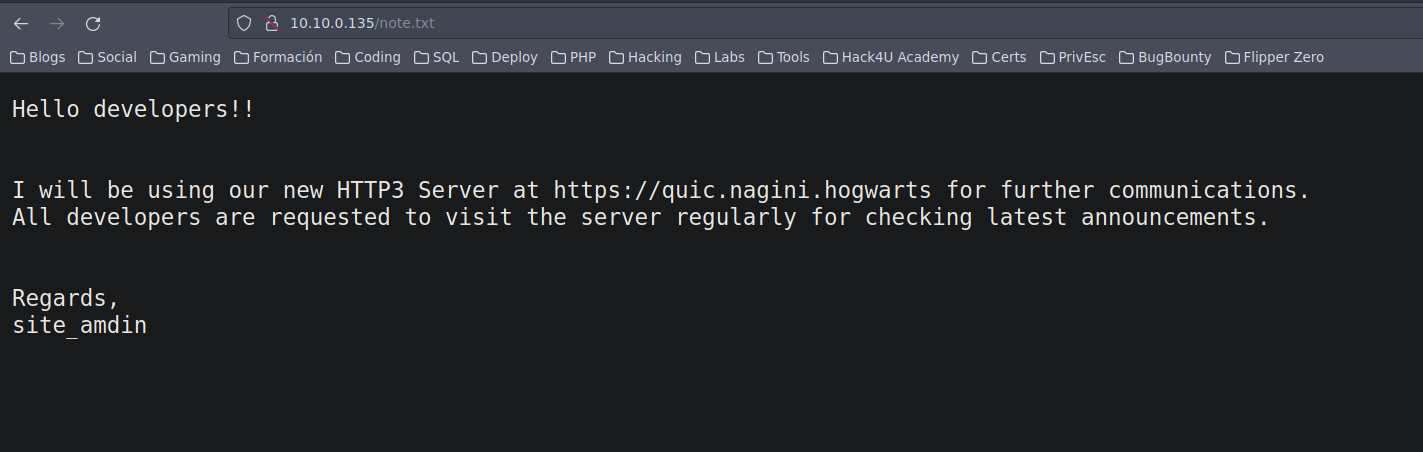 10.10.0.135/note.txt
Blogs Social Gaming Formación Coding SQL Deploy PHP Hacking Labs Tools Hack4U Academy Certs PrivEsc BugBounty Flipper Zero
Hello developers!!
I will be using our new HTTP3 Server at https://quic.nagini.hogwarts for further communications.
All developers are requested to visit the server regularly for checking latest announcements.
Regards,
site_amdin